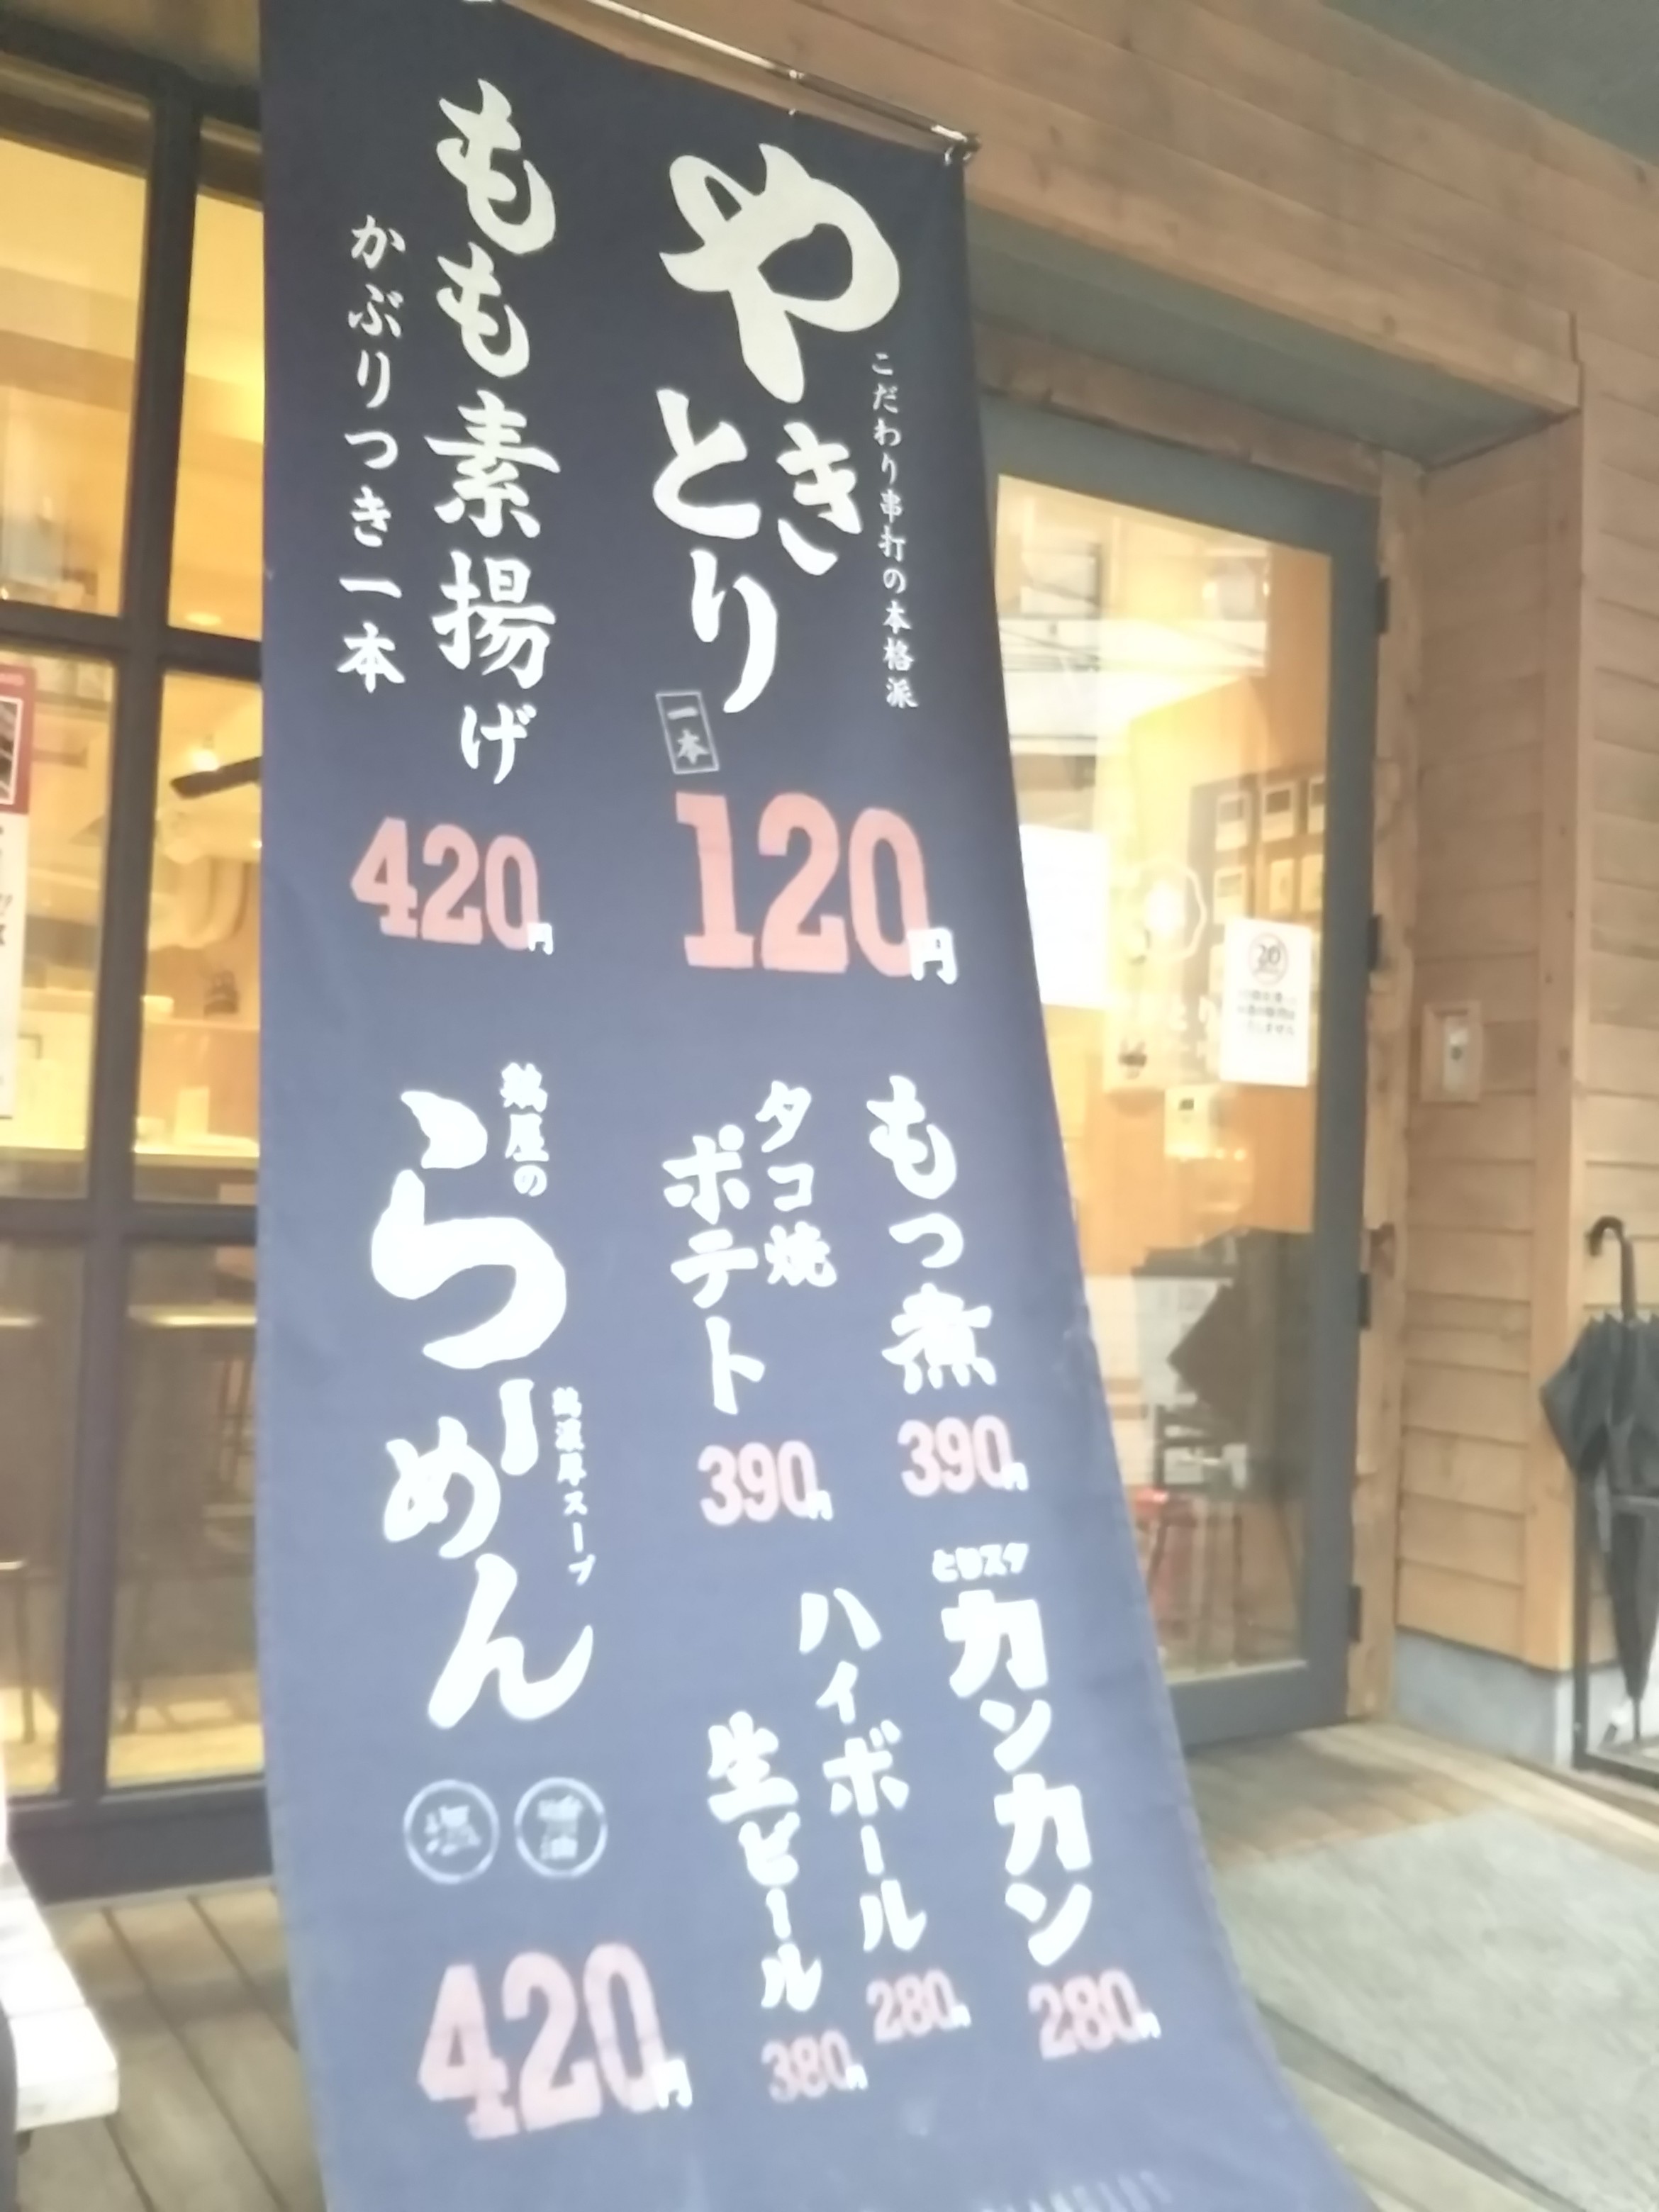 こだわり串打の本格派
やきとり
一本
120円
もも素揚げ
かぶりつき一本
420円
もつ煮
390円
タコ焼
ポテト
390円
とりスタ
カンカン
280円
ハイボール
280円
生ビール
380円
鶏屋の
らーめん
鶏濃厚スープ
塩
醤油
420円
20